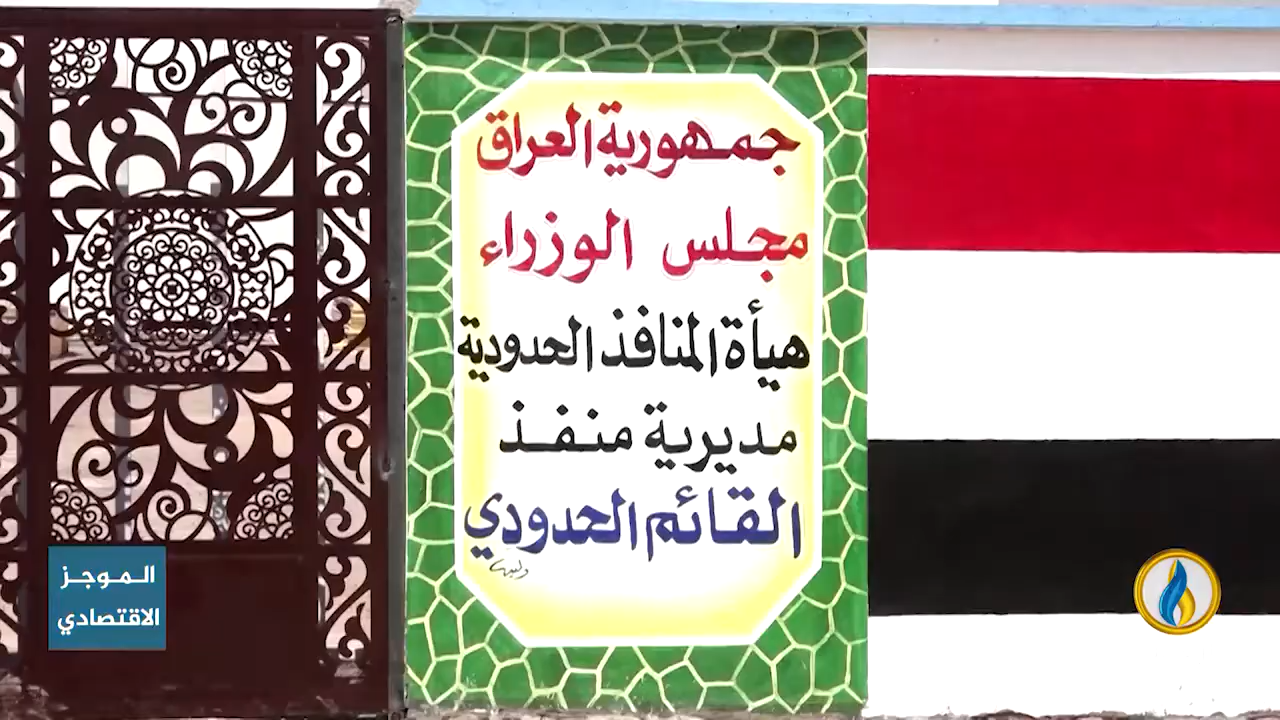 جمهورية العراق
مجلس الوزراء
هيأة المنافذ الحدودية
مديرية منفذ
القائم الحدودي
الموجز
الاقتصادي